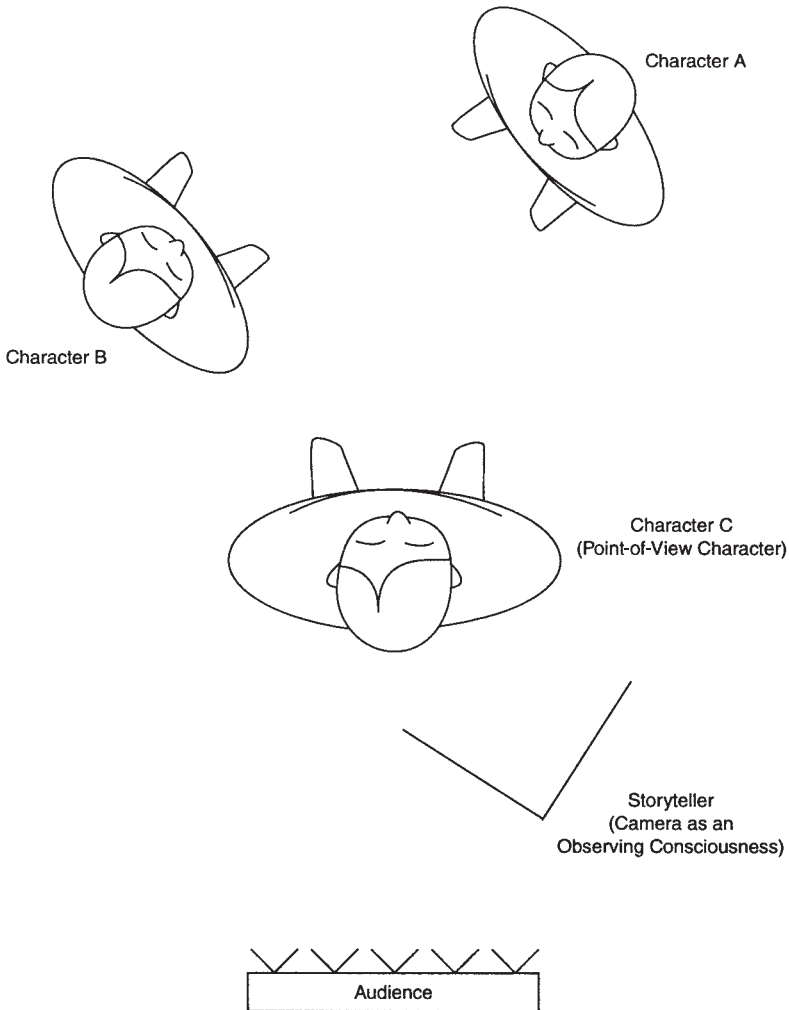 Character A
Character B
Character C
(Point-of-View Character)
Storyteller
(Camera as an
Observing Consciousness)
Audience